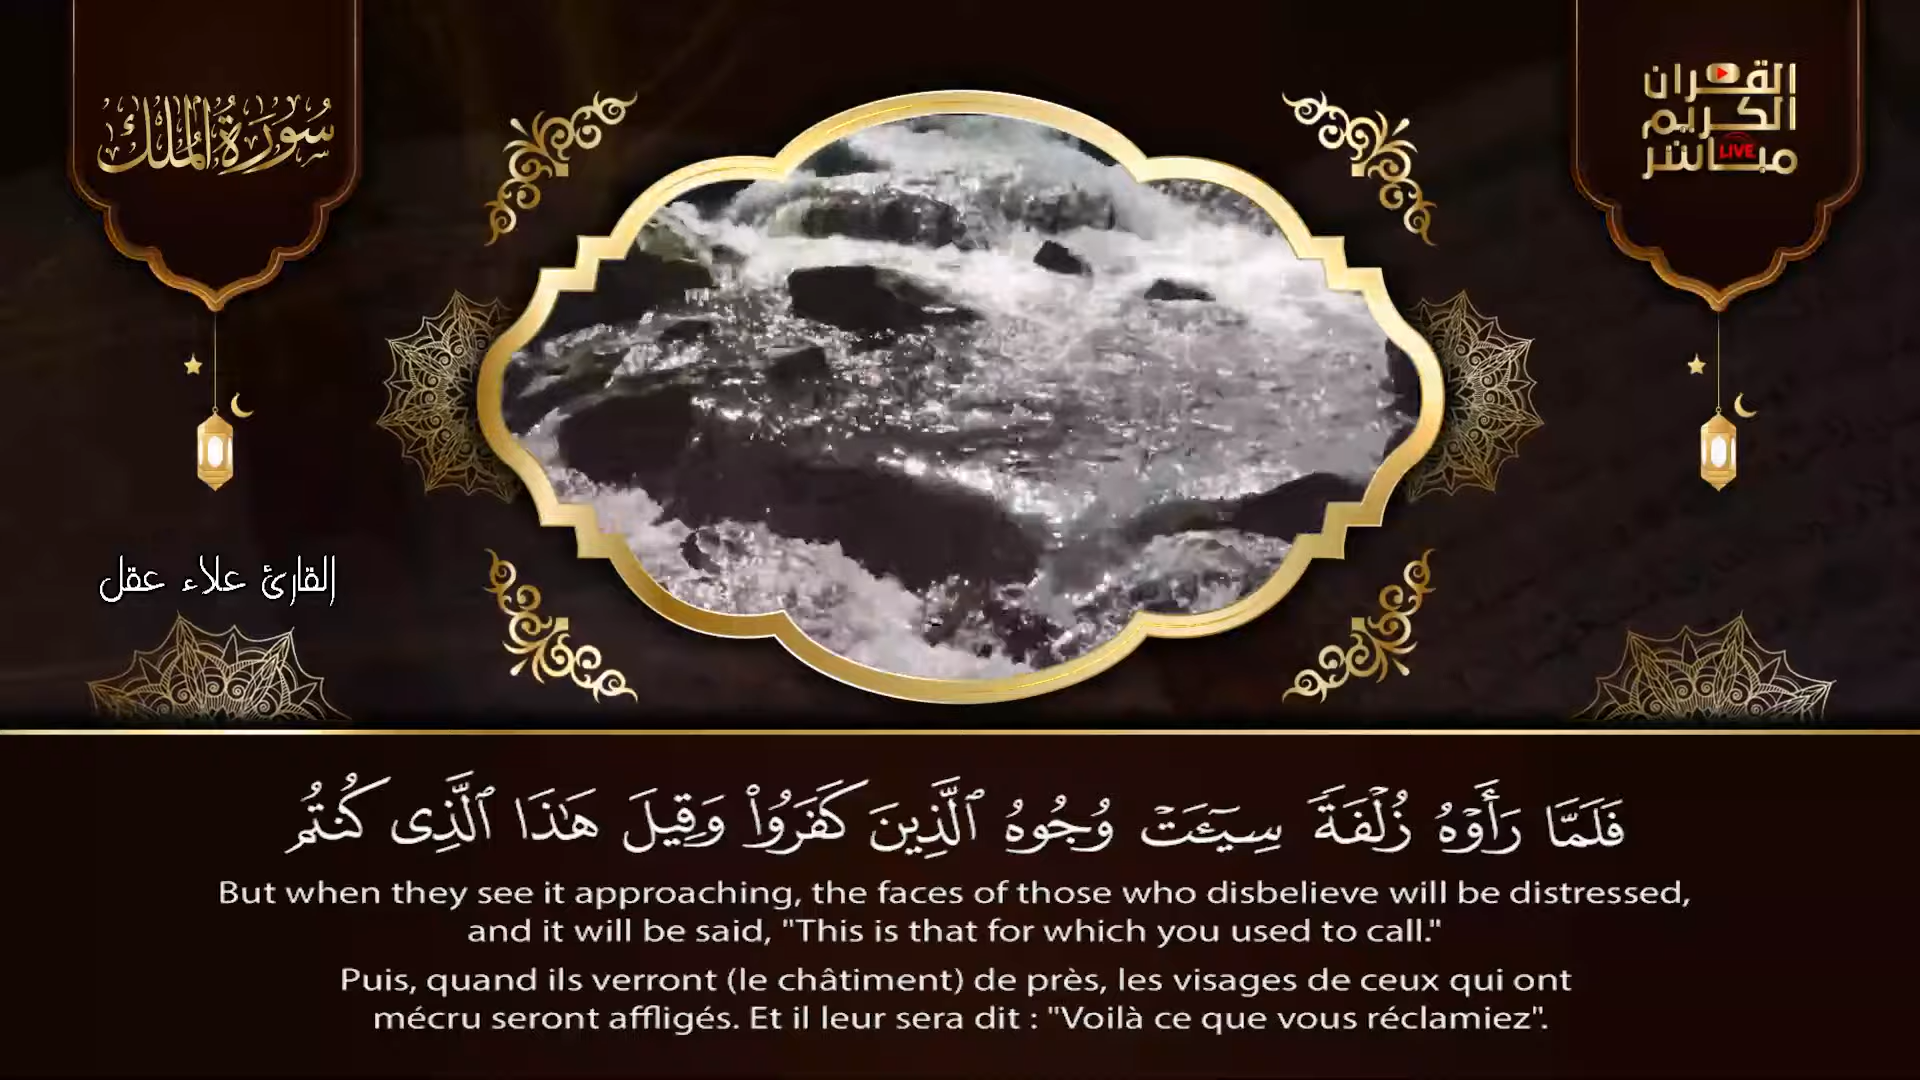 سُورَةُ المُلك
القرآن
الكريم
مباشر
LIVE
القارئ علاء عقل
فَلَمَّا رَأَوۡهُ زُلۡفَةٗ سِيٓـَٔتۡ وُجُوهُ ٱلَّذِينَ كَفَرُواْ وَقِيلَ هَٰذَا ٱلَّذِي كُنتُم
But when they see it approaching, the faces of those who disbelieve will be distressed,
and it will be said, "This is that for which you used to call."
Puis, quand ils verront (le châtiment) de près, les visages de ceux qui ont
mécru seront affligés. Et il leur sera dit : "Voilà ce que vous réclamiez".